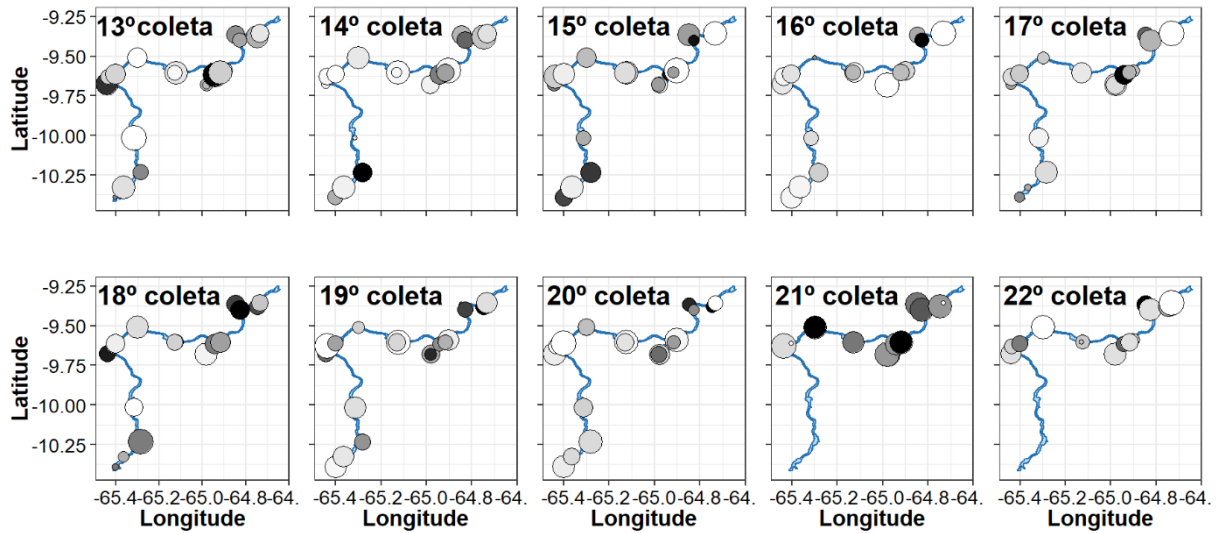 13º coleta
14º coleta
15º coleta
16º coleta
17º coleta
-9.25
-9.50
-9.75
-10.00
-10.25
Latitude
18º coleta
19º coleta
20º coleta
21º coleta
22º coleta
-9.25
-9.50
-9.75
-10.00
-10.25
Latitude
-65.4 -65.2 -65.0 -64.8 -64.
-65.4 -65.2 -65.0 -64.8 -64.
-65.4 -65.2 -65.0 -64.8 -64.
-65.4 -65.2 -65.0 -64.8 -64.
-65.4 -65.2 -65.0 -64.8 -64.
Longitude
Longitude
Longitude
Longitude
Longitude